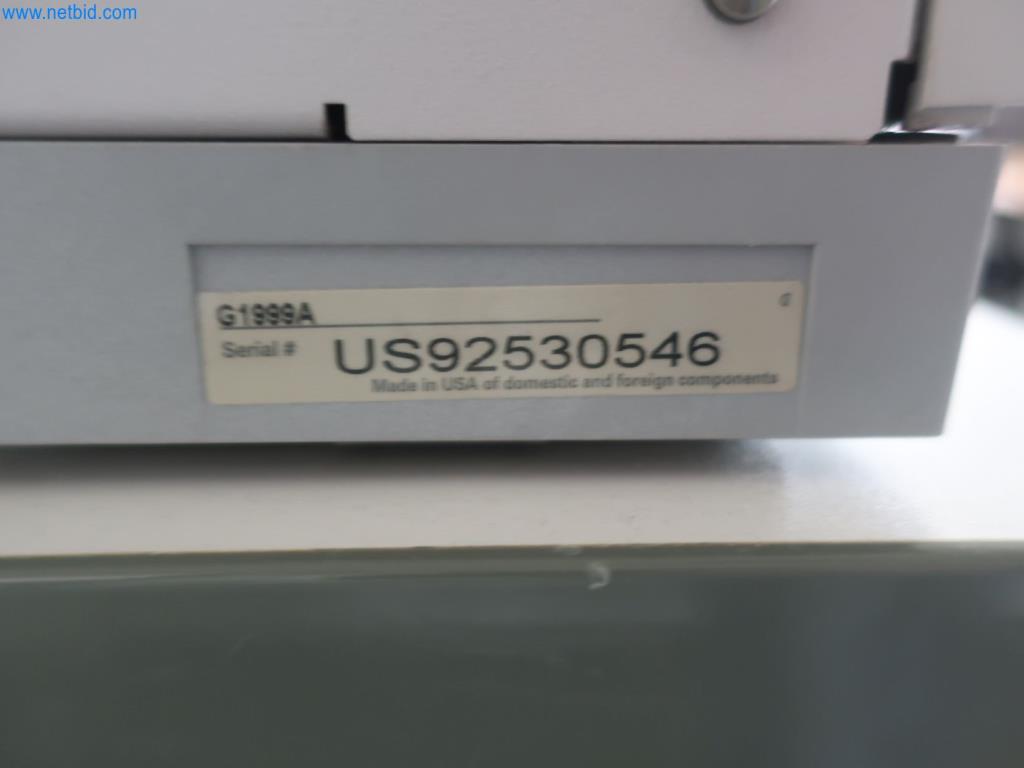 www.netbid.com
G1999A
Serial # US92530546
Made in USA of domestic and foreign components